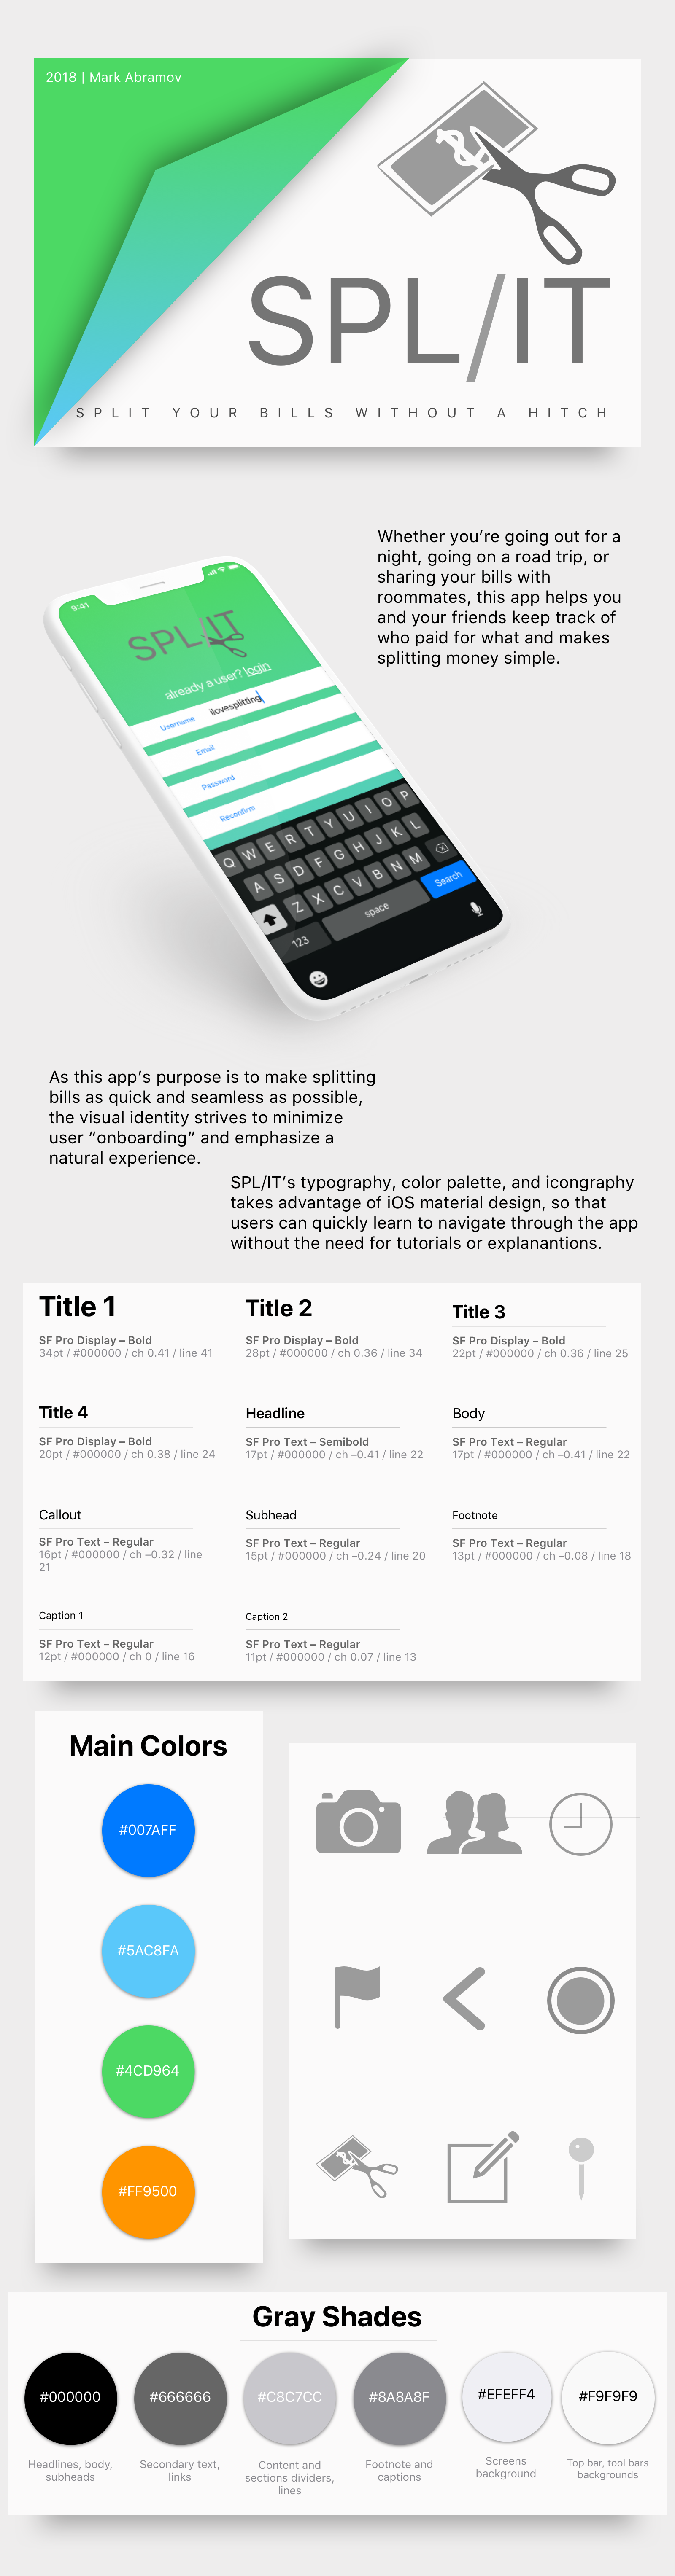 2018 | Mark Abramov
$
SPL/IT
SPLIT YOUR BILLS WITHOUT A HITCH
Whether you’re going out for a
night, going on a road trip, or
sharing your bills with
roommates, this app helps you
and your friends keep track of
who paid for what and makes
splitting money simple.
9:41
SPL/IT
already a user? login
Username ilovesplitting
Email
Password
Reconfirm
Q W E R T Y U I O P
A S D F G H J K L
Z X C V B N M
123 space Search
As this app’s purpose is to make splitting
bills as quick and seamless as possible,
the visual identity strives to minimize
user “onboarding” and emphasize a
natural experience.
SPL/IT’s typography, color palette, and icongraphy
takes advantage of iOS material design, so that
users can quickly learn to navigate through the app
without the need for tutorials or explanantions.
Title 1
SF Pro Display – Bold
34pt / #000000 / ch 0.41 / line 41
Title 2
SF Pro Display – Bold
28pt / #000000 / ch 0.36 / line 34
Title 3
SF Pro Display – Bold
22pt / #000000 / ch 0.36 / line 25
Title 4
SF Pro Display – Bold
20pt / #000000 / ch 0.38 / line 24
Headline
SF Pro Text – Semibold
17pt / #000000 / ch –0.41 / line 22
Body
SF Pro Text – Regular
17pt / #000000 / ch –0.41 / line 22
Callout
SF Pro Text – Regular
16pt / #000000 / ch –0.32 / line
21
Subhead
SF Pro Text – Regular
15pt / #000000 / ch –0.24 / line 20
Footnote
SF Pro Text – Regular
13pt / #000000 / ch –0.08 / line 18
Caption 1
SF Pro Text – Regular
12pt / #000000 / ch 0 / line 16
Caption 2
SF Pro Text – Regular
11pt / #000000 / ch 0.07 / line 13
Main Colors
#007AFF
#5AC8FA
#4CD964
#FF9500
$
Gray Shades
#000000
Headlines, body,
subheads
#666666
Secondary text,
links
#C8C7CC
Content and
sections dividers,
lines
#8A8A8F
Footnote and
captions
#EFEFF4
Screens
background
#F9F9F9
Top bar, tool bars
backgrounds